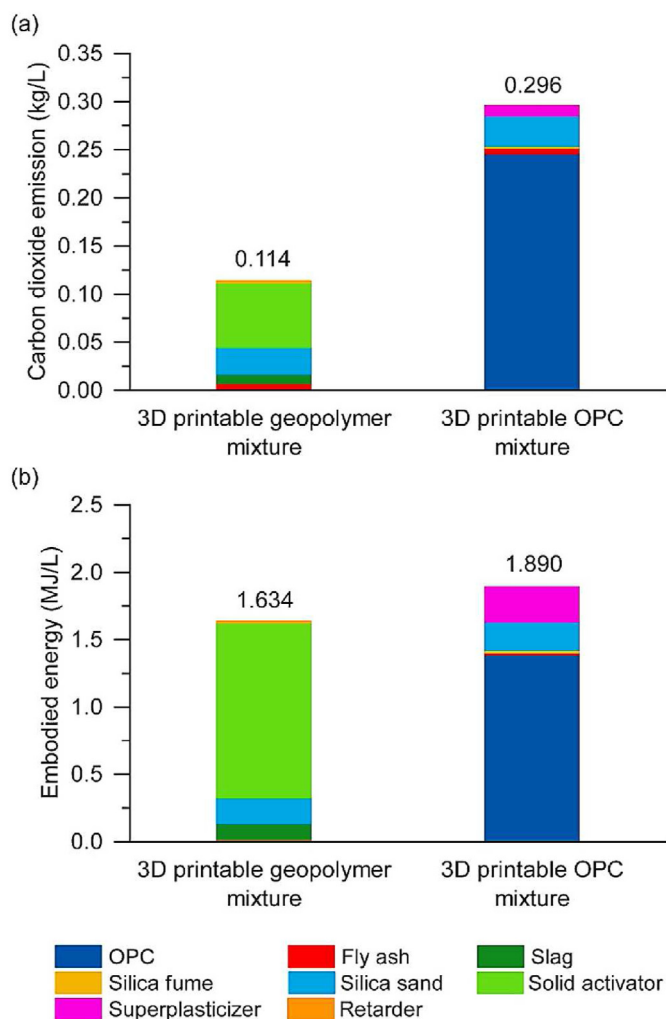 (a)
Carbon dioxide emission (kg/L)
0.35
0.30
0.25
0.20
0.15
0.10
0.05
0.00
0.114
0.296
3D printable geopolymer
mixture
3D printable OPC
mixture
(b)
Embodied energy (MJ/L)
2.5
2.0
1.5
1.0
0.5
0.0
1.634
1.890
3D printable geopolymer
mixture
3D printable OPC
mixture
OPC
Fly ash
Slag
Silica fume
Silica sand
Solid activator
Superplasticizer
Retarder